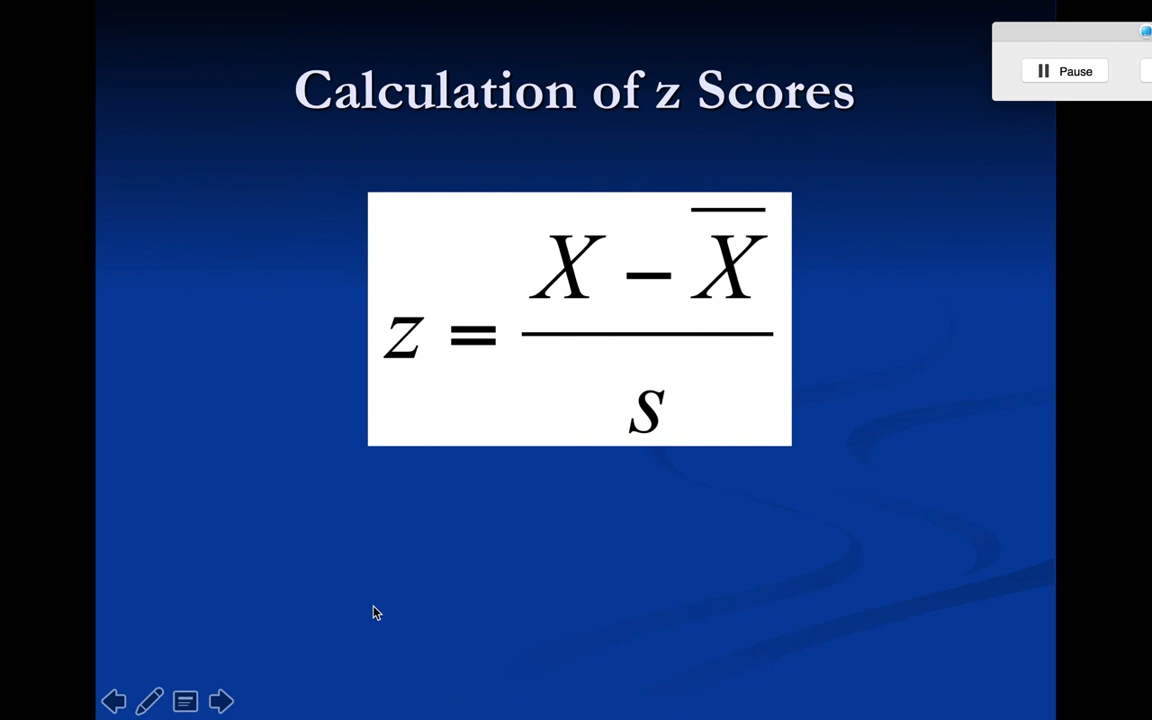 Calculation of z Scores
Pause
z = (X − X̅) / s